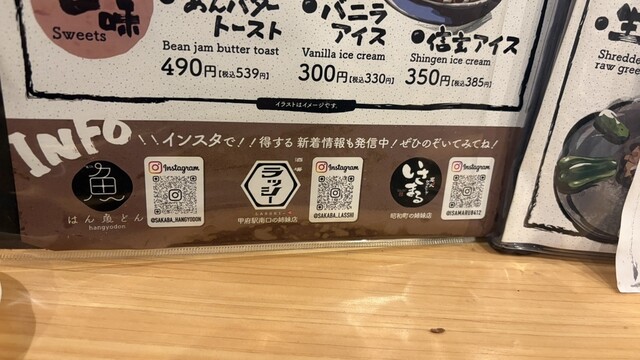 味
Sweets
あんバター
トースト
Bean jam butter toast
490円【税込539円】
バニラ
アイス
Vanilla ice cream
300円【税込330円】
信玄アイス
Shingen ice cream
350円【税込385円】
イラストはイメージです。
INFO
\\インスタで!!得する 新着情報も発信中!ぜひのぞいてみてね!
魚
はん魚どん
hangyodon
Instagram
@SAKABA_HANGYODON
酒場
ラッシー
甲府駅南口の姉妹店
Instagram
@SAKABA_LASSHI
いさまる
昭和町の姉妹店
Instagram
@ISAMARU0412
Shredde
raw gree